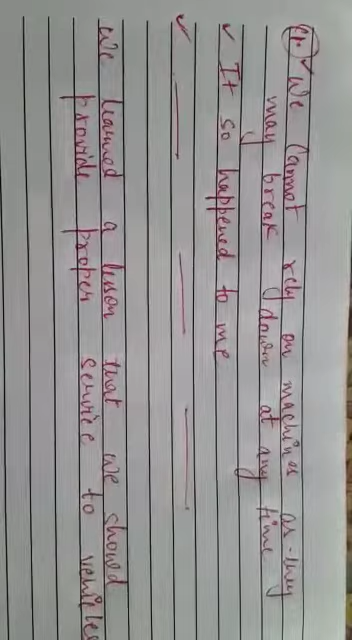 Ex. We Cannot rely on machines as they
may break down at any time
It so happened to me
We learned a lesson that we should
provide proper service to vehicles